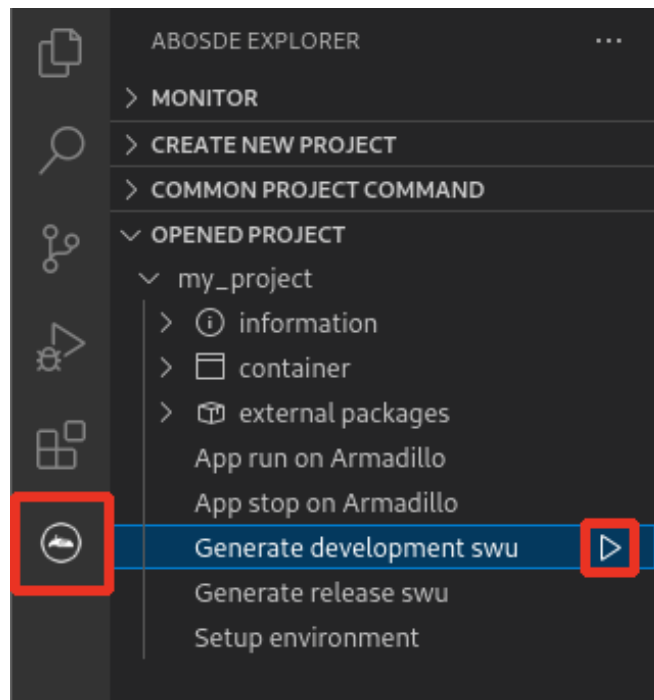 ABOSDE EXPLORER
MONITOR
CREATE NEW PROJECT
COMMON PROJECT COMMAND
OPENED PROJECT
my_project
information
container
external packages
App run on Armadillo
App stop on Armadillo
Generate development swu
Generate release swu
Setup environment